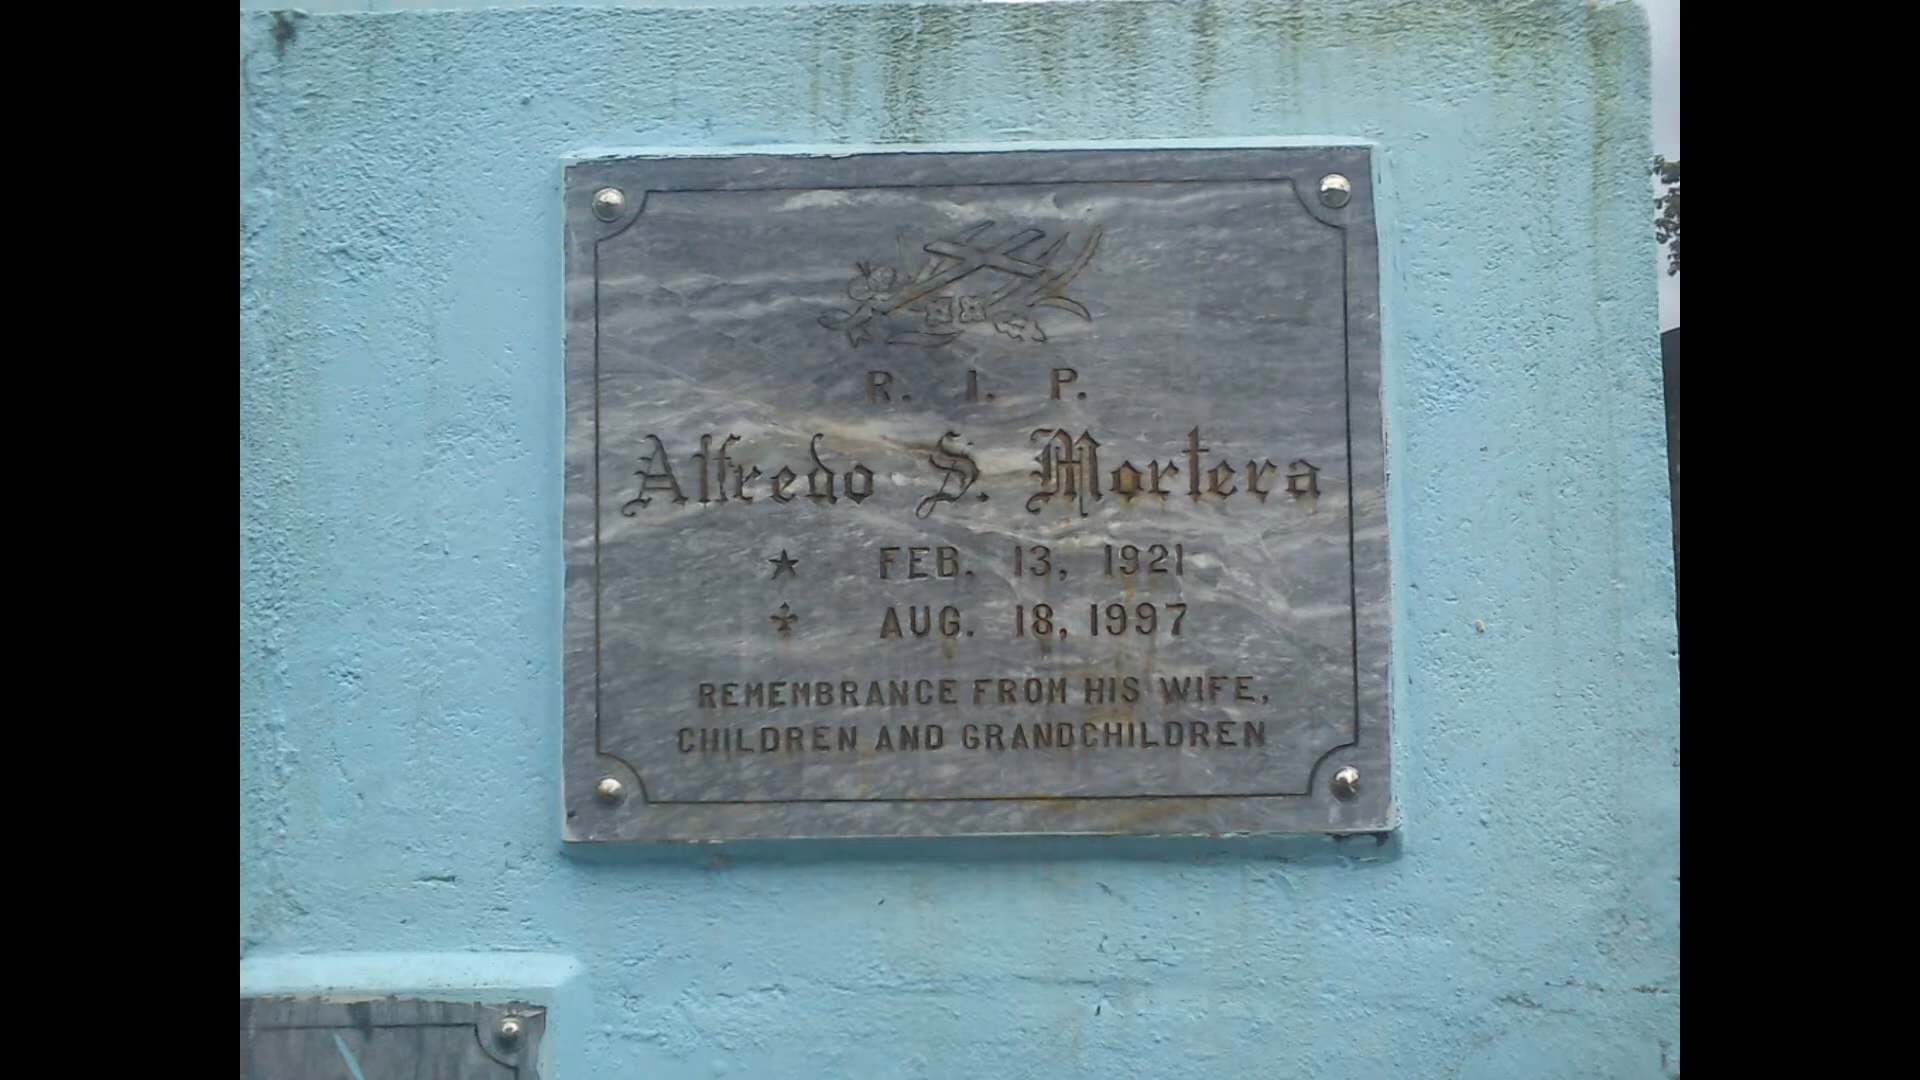 R. I. P.
Alfredo S. Mortera
FEB. 13, 1921
AUG. 18, 1997
REMEMBRANCE FROM HIS WIFE,
CHILDREN AND GRANDCHILDREN